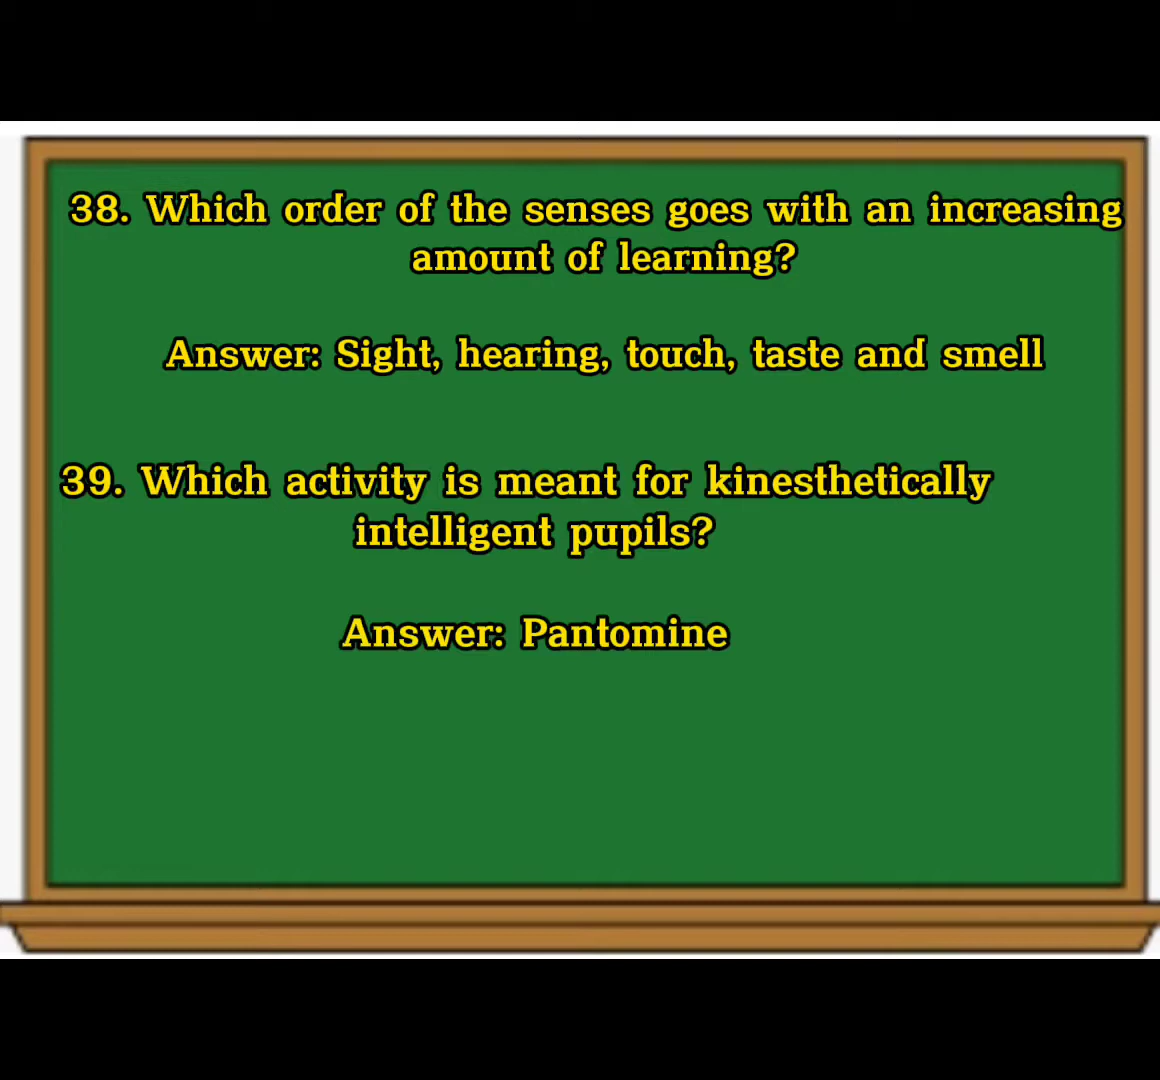 38. Which order of the senses goes with an increasing
amount of learning?
Answer: Sight, hearing, touch, taste and smell
39. Which activity is meant for kinesthetically
intelligent pupils?
Answer: Pantomine